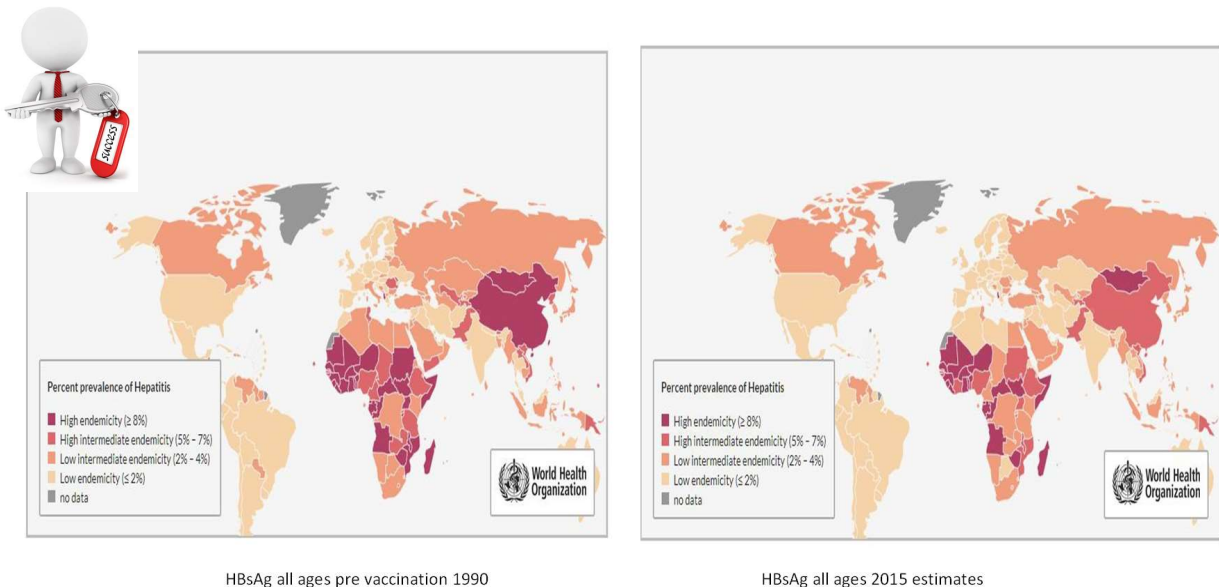 SUCCESS
Percent prevalence of Hepatitis
High endemicity (≥ 8%)
High intermediate endemicity (5% – 7%)
Low intermediate endemicity (2% – 4%)
Low endemicity (≤ 2%)
no data
World Health
Organization
Percent prevalence of Hepatitis
High endemicity (≥ 8%)
High intermediate endemicity (5% – 7%)
Low intermediate endemicity (2% – 4%)
Low endemicity (≤ 2%)
no data
World Health
Organization
HBsAg all ages pre vaccination 1990
HBsAg all ages 2015 estimates